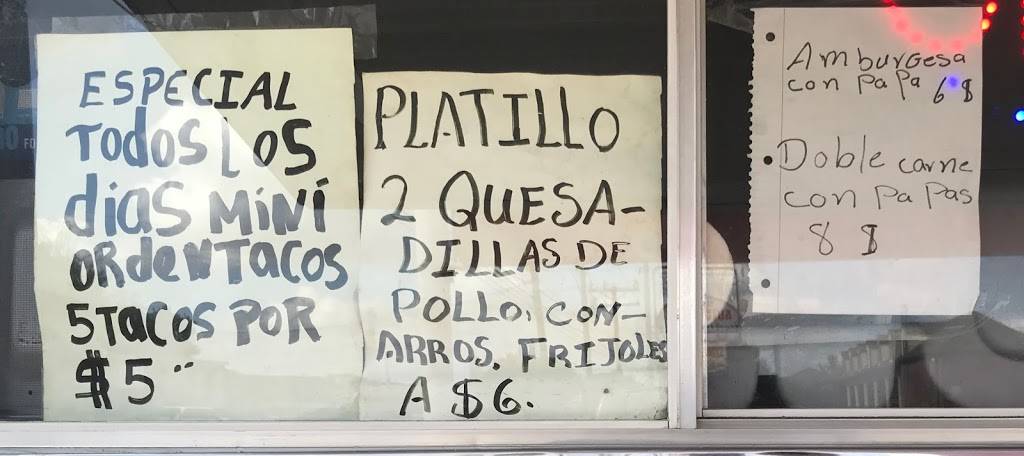 ESPECIAL
Todos LOS
dias MiNi
ORdeN TACOS
5 TACOS POR
$5
PLATILLO
2 QUESA-
DILLAS DE
POLLO, CON-
ARROS, FRIJOLES
A $6.
Amburgesa
con papa 6$
Doble carne
con papas
8 $